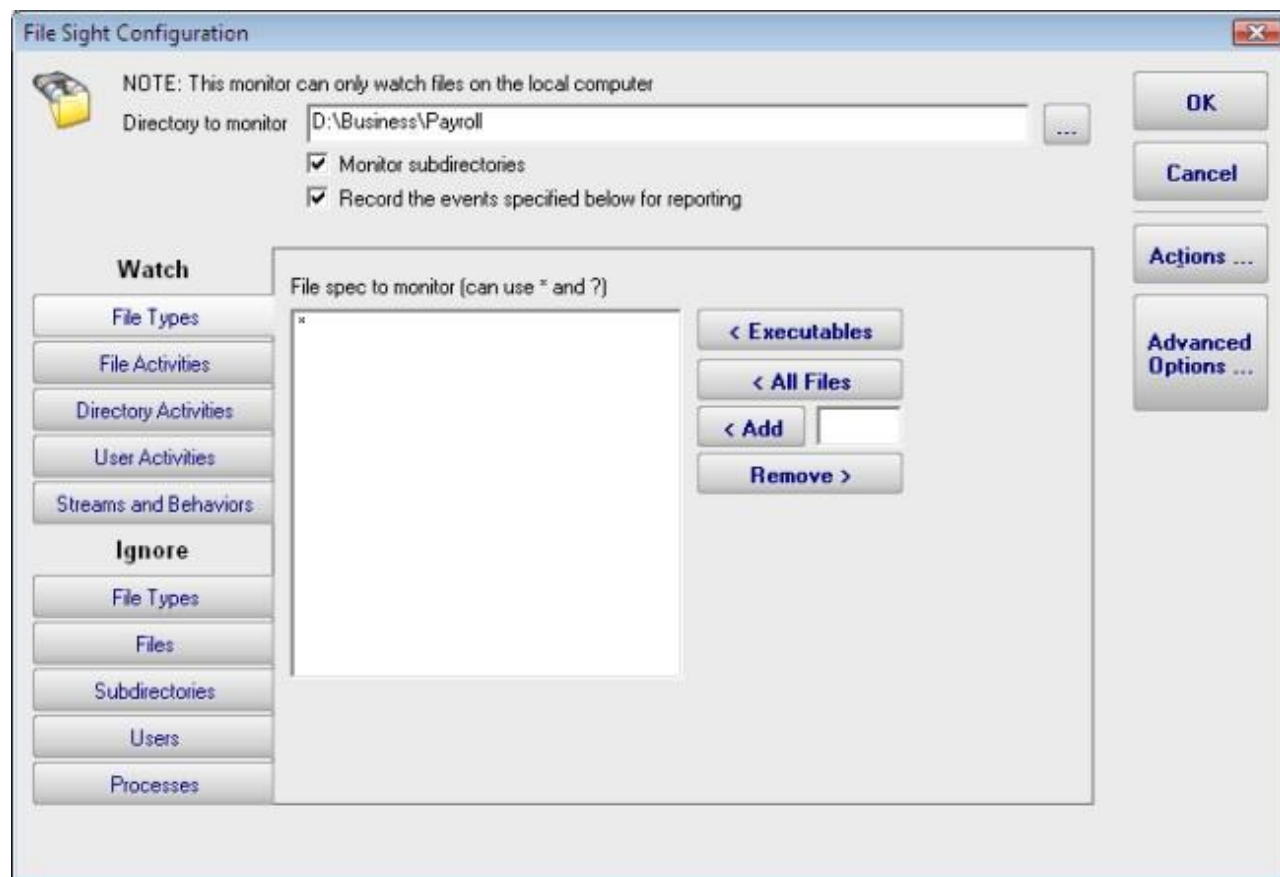 File Sight Configuration
NOTE: This monitor can only watch files on the local computer
Directory to monitor D:\Business\Payroll ...
Monitor subdirectories
Record the events specified below for reporting
OK
Cancel
Actions ...
Advanced
Options ...
Watch
File Types
File Activities
Directory Activities
User Activities
Streams and Behaviors
Ignore
File Types
Files
Subdirectories
Users
Processes
File spec to monitor (can use * and ?)
*
< Executables
< All Files
< Add
Remove >